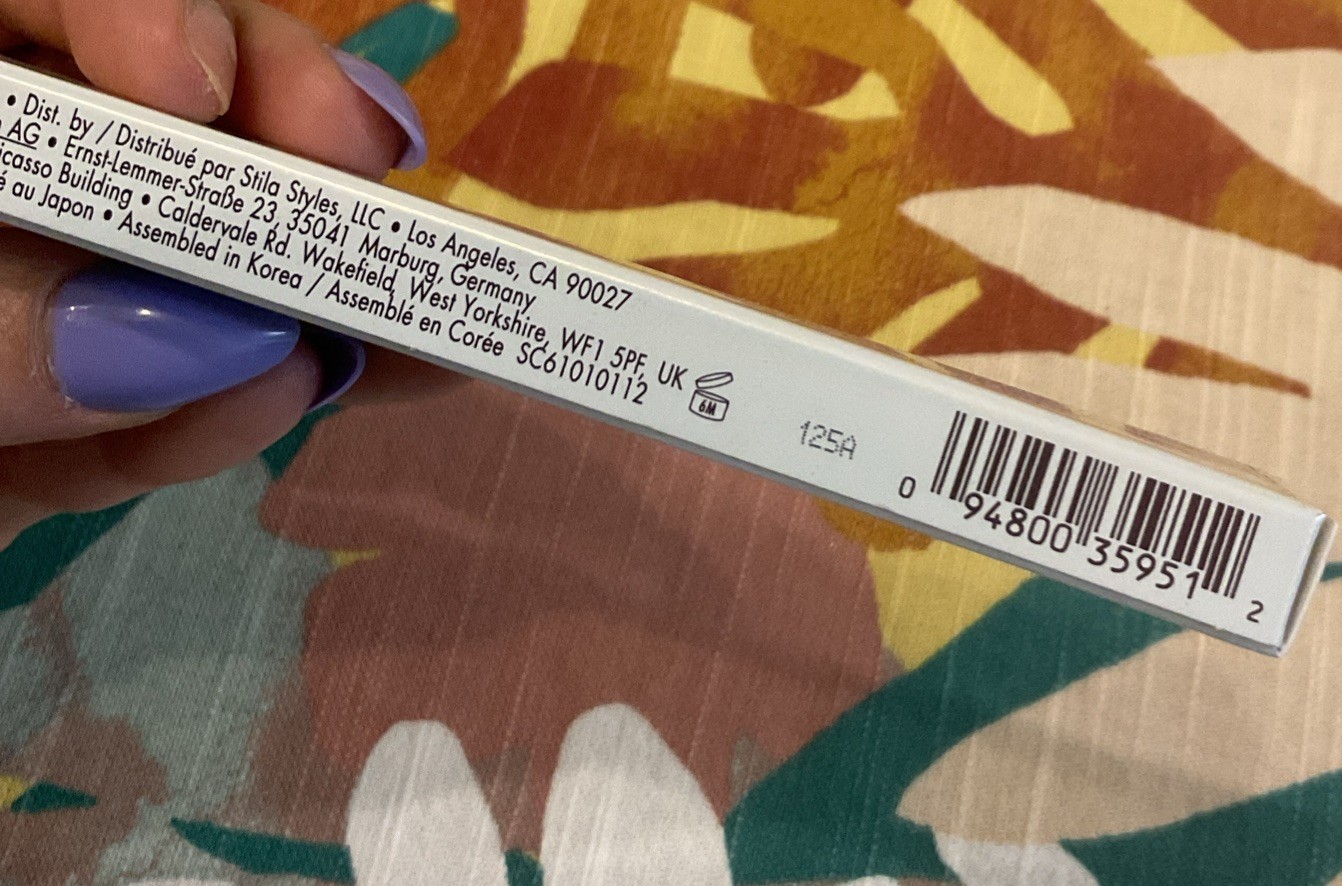 • Dist. by / Distribué par Stila Styles, LLC • Los Angeles, CA 90027
AG • Ernst-Lemmer-Straße 23, 35041 Marburg, Germany
Building • Caldervale Rd. Wakefield, West Yorkshire, WF1 5PF, UK
au Japon • Assembled in Korea / Assemblé en Corée SC61010112
6M
125A
0 94800 35951 2